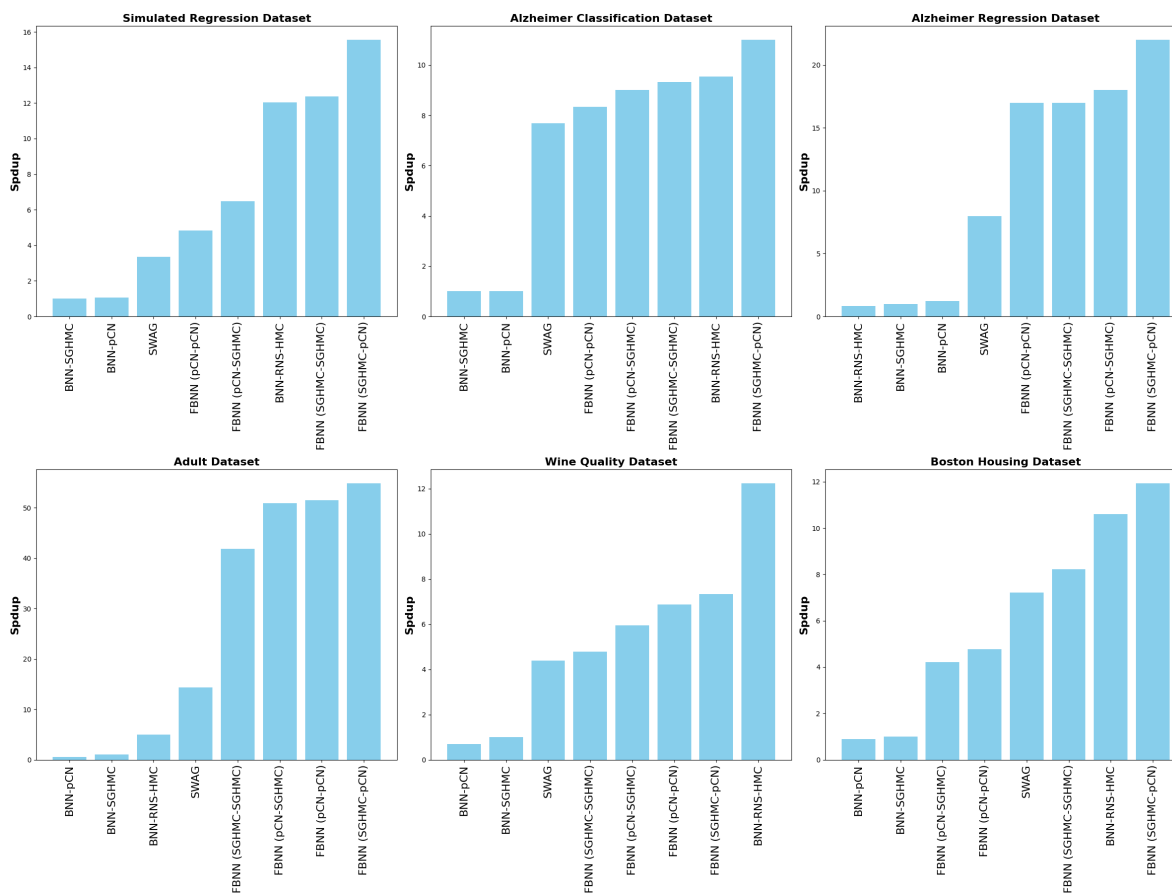 Simulated Regression Dataset
Spdup
16
14
12
10
8
6
4
2
0
BNN-SGHMC
BNN-pCN
SWAG
FBNN (pCN-pCN)
FBNN (pCN-SGHMC)
BNN-RNS-HMC
FBNN (SGHMC-SGHMC)
FBNN (SGHMC-pCN)
Alzheimer Classification Dataset
Spdup
10
8
6
4
2
0
BNN-SGHMC
BNN-pCN
SWAG
FBNN (pCN-pCN)
FBNN (pCN-SGHMC)
FBNN (SGHMC-SGHMC)
BNN-RNS-HMC
FBNN (SGHMC-pCN)
Alzheimer Regression Dataset
Spdup
20
15
10
5
0
BNN-RNS-HMC
BNN-SGHMC
BNN-pCN
SWAG
FBNN (pCN-pCN)
FBNN (SGHMC-SGHMC)
FBNN (pCN-SGHMC)
FBNN (SGHMC-pCN)
Adult Dataset
Spdup
50
40
30
20
10
0
BNN-pCN
BNN-SGHMC
BNN-RNS-HMC
SWAG
FBNN (SGHMC-SGHMC)
FBNN (pCN-SGHMC)
FBNN (pCN-pCN)
FBNN (SGHMC-pCN)
Wine Quality Dataset
Spdup
12
10
8
6
4
2
0
BNN-pCN
BNN-SGHMC
SWAG
FBNN (SGHMC-SGHMC)
FBNN (pCN-SGHMC)
FBNN (pCN-pCN)
FBNN (SGHMC-pCN)
BNN-RNS-HMC
Boston Housing Dataset
Spdup
12
10
8
6
4
2
0
BNN-pCN
BNN-SGHMC
FBNN (pCN-SGHMC)
FBNN (pCN-pCN)
SWAG
FBNN (SGHMC-SGHMC)
BNN-RNS-HMC
FBNN (SGHMC-pCN)